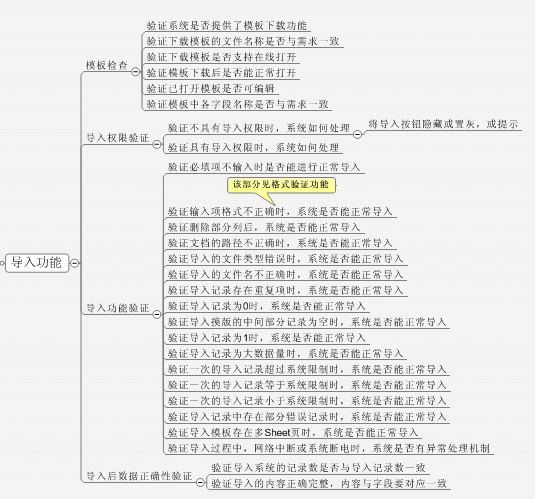 导入功能
模板检查
验证系统是否提供了模板下载功能
验证下载模板的文件名称是否与需求一致
验证下载模板是否支持在线打开
验证模板下载后是否能正常打开
验证已打开模板是否可编辑
验证模板中各字段名称是否与需求一致
导入权限验证
验证不具有导入权限时，系统如何处理
将导入按钮隐藏或置灰，或提示
验证具有导入权限时，系统如何处理
导入功能验证
验证必填项不输入时是否能进行正常导入
该部分见格式验证功能
验证输入项格式不正确时，系统是否能正常导入
验证删除部分列后，系统是否能正常导入
验证文档的路径不正确时，系统是否能正常导入
验证导入的文件类型错误时，系统是否能正常导入
验证导入的文件名不正确时，系统是否能正常导入
验证导入记录存在重复项时，系统是否能正常导入
验证导入记录为0时，系统是否能正常导入
验证导入摸版的中间部分记录为空时，系统是否能正常导入
验证导入记录为1时，系统是否能正常导入
验证导入记录为大数据量时，系统是否能正常导入
验证一次的导入记录超过系统限制时，系统是否能正常导入
验证一次的导入记录等于系统限制时，系统是否能正常导入
验证一次的导入记录小于系统限制时，系统是否能正常导入
验证导入记录中存在部分错误记录时，系统是否能正常导入
验证导入模板存在多Sheet页时，系统是否能正常导入
验证导入过程中，网络中断或系统断电时，系统是否有异常处理机制
导入后数据正确性验证
验证导入系统的记录数是否与导入记录数一致
验证导入的内容正确完整，内容与字段要对应一致